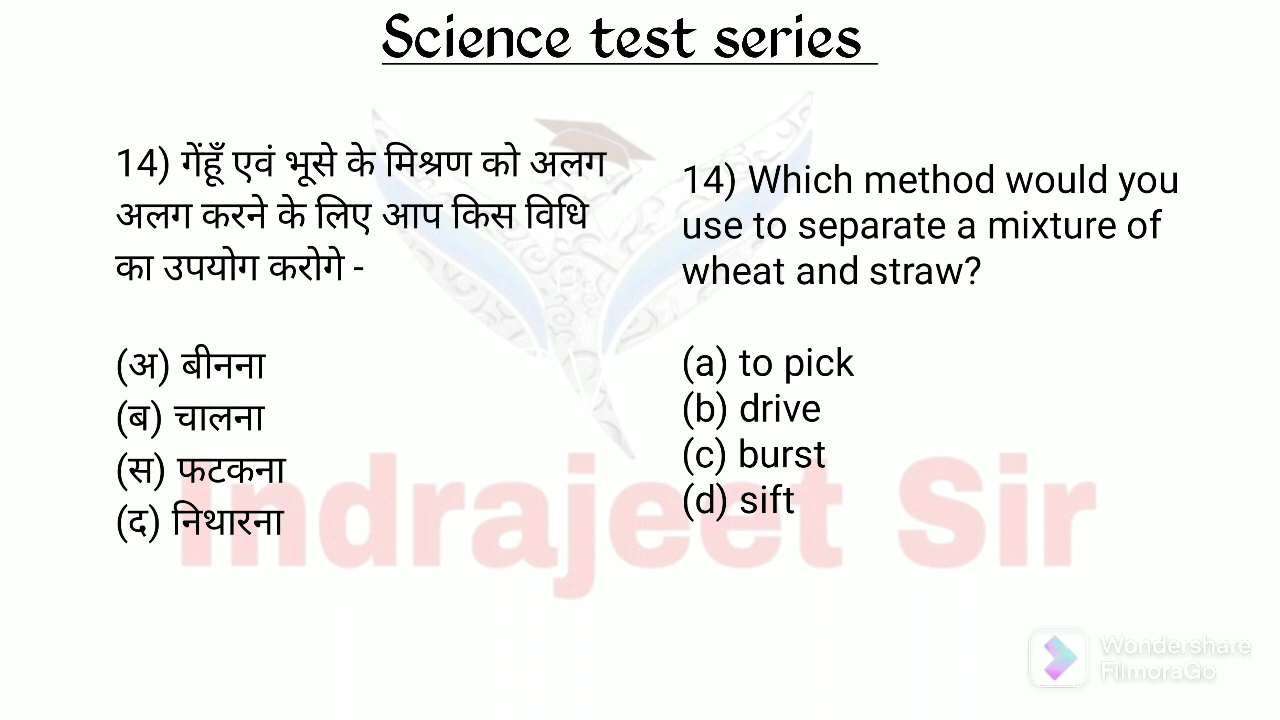 Science test series
14) गेंहूँ एवं भूसे के मिश्रण को अलग
अलग करने के लिए आप किस विधि
का उपयोग करोगे -
(अ) बीनना
(ब) चालना
(स) फटकना
(द) निथारना
14) Which method would you
use to separate a mixture of
wheat and straw?
(a) to pick
(b) drive
(c) burst
(d) sift
Indrajeet Sir
Wondershare
FilmoraGo